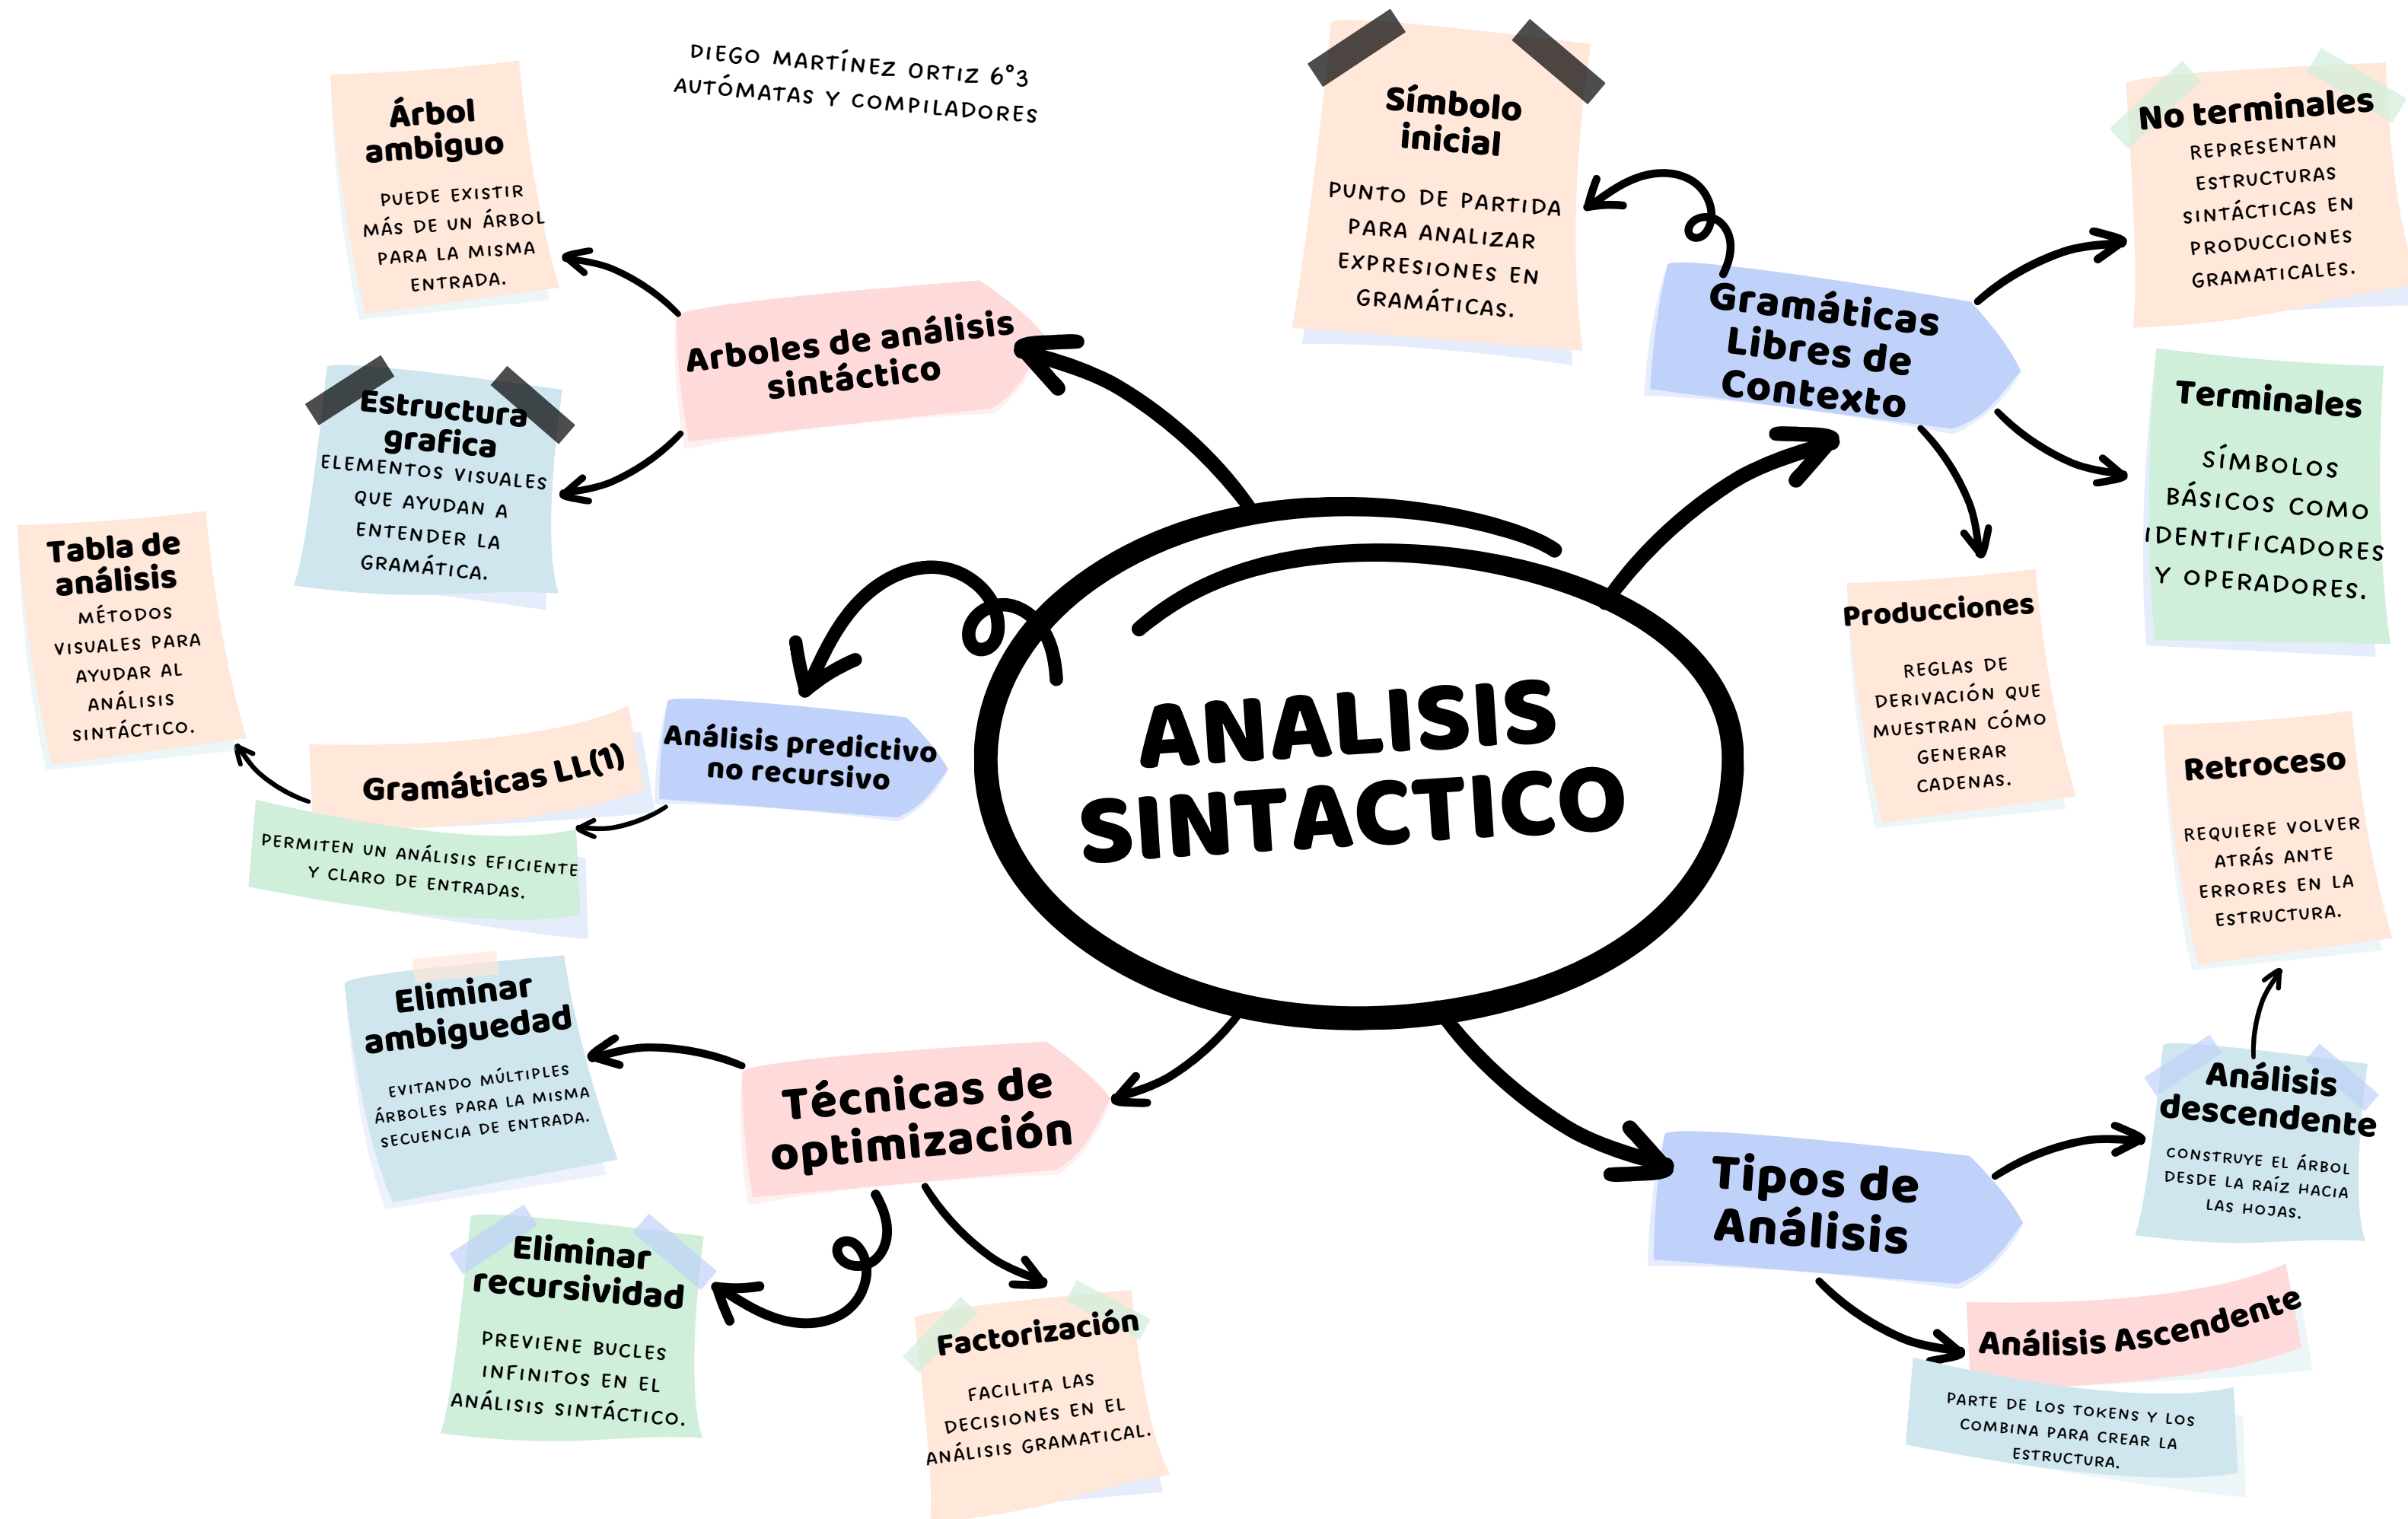 DIEGO MARTÍNEZ ORTIZ 6°3
AUTÓMATAS Y COMPILADORES
Árbol
ambiguo
PUEDE EXISTIR
MÁS DE UN ÁRBOL
PARA LA MISMA
ENTRADA.
Arboles de análisis
sintáctico
Estructura
grafica
ELEMENTOS VISUALES
QUE AYUDAN A
ENTENDER LA
GRAMÁTICA.
Símbolo
inicial
PUNTO DE PARTIDA
PARA ANALIZAR
EXPRESIONES EN
GRAMÁTICAS.
Gramáticas
Libres de
Contexto
No terminales
REPRESENTAN
ESTRUCTURAS
SINTÁCTICAS EN
PRODUCCIONES
GRAMATICALES.
Terminales
SÍMBOLOS
BÁSICOS COMO
IDENTIFICADORES
Y OPERADORES.
Producciones
REGLAS DE
DERIVACIÓN QUE
MUESTRAN CÓMO
GENERAR
CADENAS.
Tabla de
análisis
MÉTODOS
VISUALES PARA
AYUDAR AL
ANÁLISIS
SINTÁCTICO.
Gramáticas LL(1)
PERMITEN UN ANÁLISIS EFICIENTE
Y CLARO DE ENTRADAS.
Análisis predictivo
no recursivo
ANALISIS
SINTACTICO
Retroceso
REQUIERE VOLVER
ATRÁS ANTE
ERRORES EN LA
ESTRUCTURA.
Eliminar
ambiguedad
EVITANDO MÚLTIPLES
ÁRBOLES PARA LA MISMA
SECUENCIA DE ENTRADA.
Técnicas de
optimización
Eliminar
recursividad
PREVIENE BUCLES
INFINITOS EN EL
ANÁLISIS SINTÁCTICO.
Factorización
FACILITA LAS
DECISIONES EN EL
ANÁLISIS GRAMATICAL.
Tipos de
Análisis
Análisis
descendente
CONSTRUYE EL ÁRBOL
DESDE LA RAÍZ HACIA
LAS HOJAS.
Análisis Ascendente
PARTE DE LOS TOKENS Y LOS
COMBINA PARA CREAR LA
ESTRUCTURA.